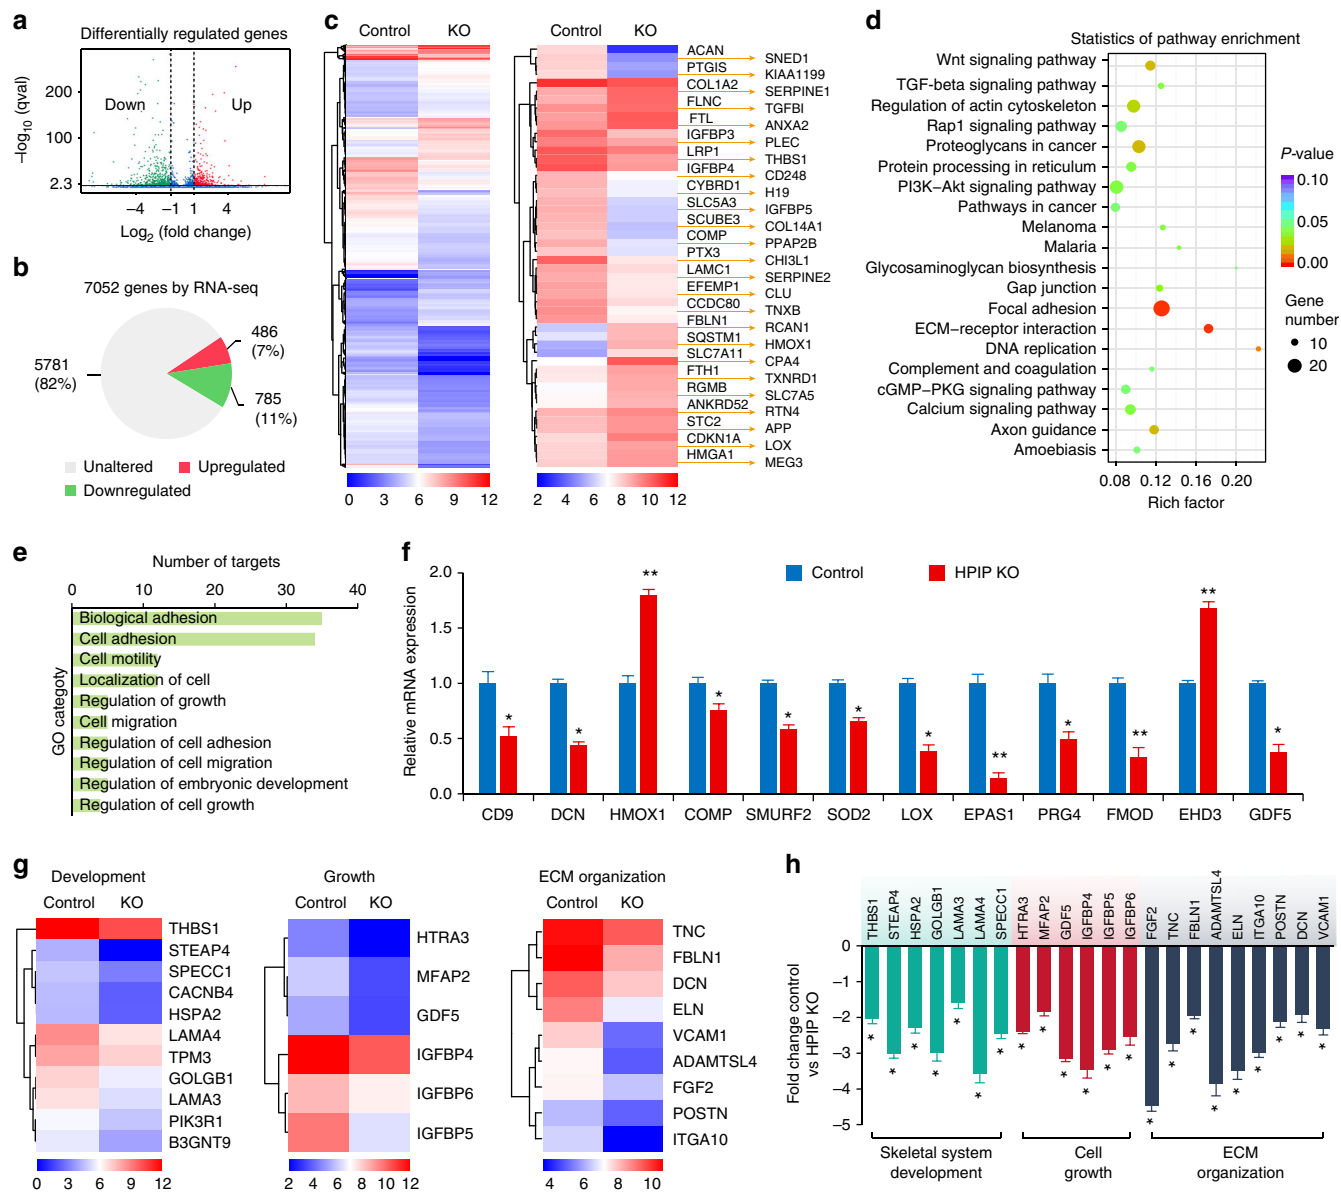 a
Differentially regulated genes
−log10 (qval)
200
100
2.3
Down
Up
−4 −1 1 4
Log2 (fold change)
b
7052 genes by RNA-seq
5781
(82%)
486
(7%)
785
(11%)
Unaltered
Upregulated
Downregulated
c
Control KO
0 3 6 9 12
Control KO
2 4 6 7 8 10 12
ACAN
SNED1
PTGIS
KIAA1199
COL1A2
SERPINE1
FLNC
TGFBI
FTL
ANXA2
IGFBP3
PLEC
LRP1
THBS1
IGFBP4
CD248
CYBRD1
H19
SLC5A3
IGFBP5
SCUBE3
COL14A1
COMP
PPAP2B
PTX3
CHI3L1
LAMC1
SERPINE2
EFEMP1
CLU
CCDC80
TNXB
FBLN1
RCAN1
SQSTM1
HMOX1
SLC7A11
CPA4
FTH1
TXNRD1
RGMB
SLC7A5
ANKRD52
RTN4
STC2
APP
CDKN1A
LOX
HMGA1
MEG3
d
Statistics of pathway enrichment
Wnt signaling pathway
TGF-beta signaling pathway
Regulation of actin cytoskeleton
Rap1 signaling pathway
Proteoglycans in cancer
Protein processing in reticulum
PI3K−Akt signaling pathway
Pathways in cancer
Melanoma
Malaria
Glycosaminoglycan biosynthesis
Gap junction
Focal adhesion
ECM−receptor interaction
DNA replication
Complement and coagulation
cGMP−PKG signaling pathway
Calcium signaling pathway
Axon guidance
Amoebiasis
0.08 0.12 0.16 0.20
Rich factor
P-value
0.10
0.05
0.00
Gene
number
10
20
e
Number of targets
0 10 20 30 40
GO categoty
Biological adhesion
Cell adhesion
Cell motility
Localization of cell
Regulation of growth
Cell migration
Regulation of cell adhesion
Regulation of cell migration
Regulation of embryonic development
Regulation of cell growth
f
Relative mRNA expression
2.0
1.5
1.0
0.5
0.0
Control
HPIP KO
* * ** * * * * ** * ** ** *
CD9 DCN HMOX1 COMP SMURF2 SOD2 LOX EPAS1 PRG4 FMOD EHD3 GDF5
g
Development
Control KO
THBS1
STEAP4
SPECC1
CACNB4
HSPA2
LAMA4
TPM3
GOLGB1
LAMA3
PIK3R1
B3GNT9
0 3 6 9 12
Growth
Control KO
HTRA3
MFAP2
GDF5
IGFBP4
IGFBP6
IGFBP5
2 4 6 8 10 12
ECM organization
Control KO
TNC
FBLN1
DCN
ELN
VCAM1
ADAMTSL4
FGF2
POSTN
ITGA10
4 6 8 10
h
Fold change control
vs HPIP KO
THBS1 STEAP4 HSPA2 GOLGB1 LAMA3 LAMA4 SPECC1 HTRA3 MFAP2 GDF5 IGFBP4 IGFBP5 IGFBP6 FGF2 TNC FBLN1 ADAMTSL4 ELN ITGA10 POSTN DCN VCAM1
0
−1
−2
−3
−4
−5
* * * * * * * * * * * * * * * * * * * * * *
Skeletal system
development
Cell
growth
ECM
organization